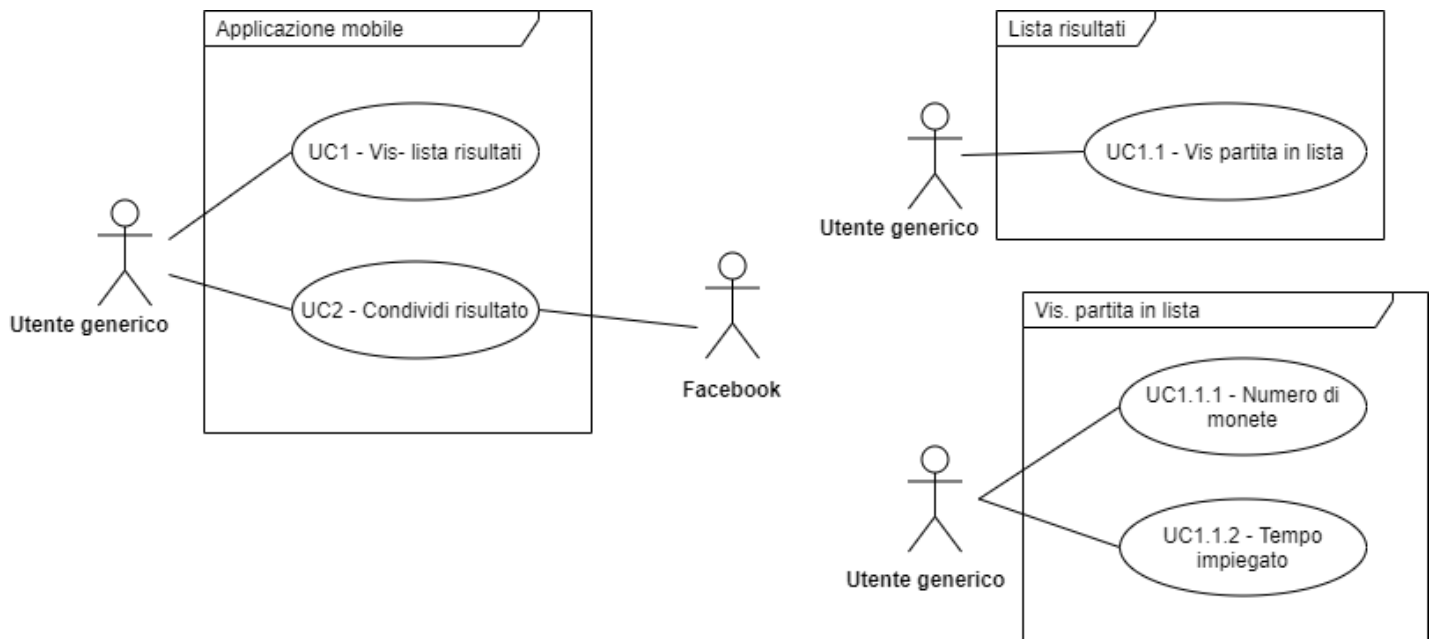 Applicazione mobile
UC1 - Vis- lista risultati
UC2 - Condividi risultato
Utente generico
Facebook
Lista risultati
UC1.1 - Vis partita in lista
Utente generico
Vis. partita in lista
UC1.1.1 - Numero di
monete
UC1.1.2 - Tempo
impiegato
Utente generico